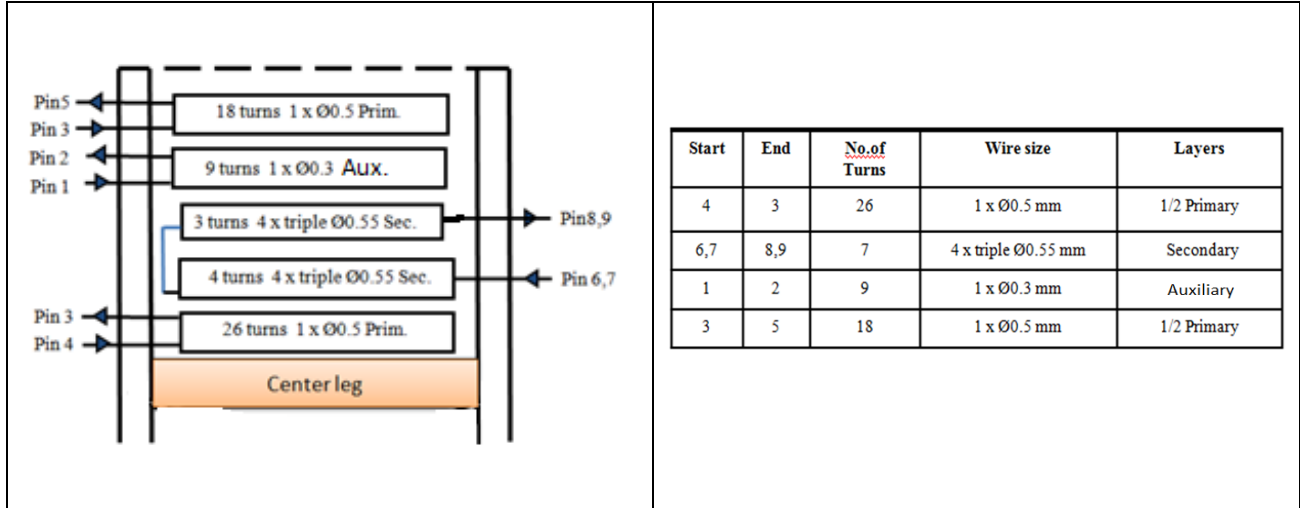 Pin5
18 turns 1 x Ø0.5 Prim.
Pin 3
Pin 2
9 turns 1 x Ø0.3 Aux.
Pin 1
3 turns 4 x triple Ø0.55 Sec.
Pin8,9
4 turns 4 x triple Ø0.55 Sec.
Pin 6,7
Pin 3
26 turns 1 x Ø0.5 Prim.
Pin 4
Center leg
Start End No.of Turns Wire size Layers
4 3 26 1 x Ø0.5 mm 1/2 Primary
6,7 8,9 7 4 x triple Ø0.55 mm Secondary
1 2 9 1 x Ø0.3 mm Auxiliary
3 5 18 1 x Ø0.5 mm 1/2 Primary